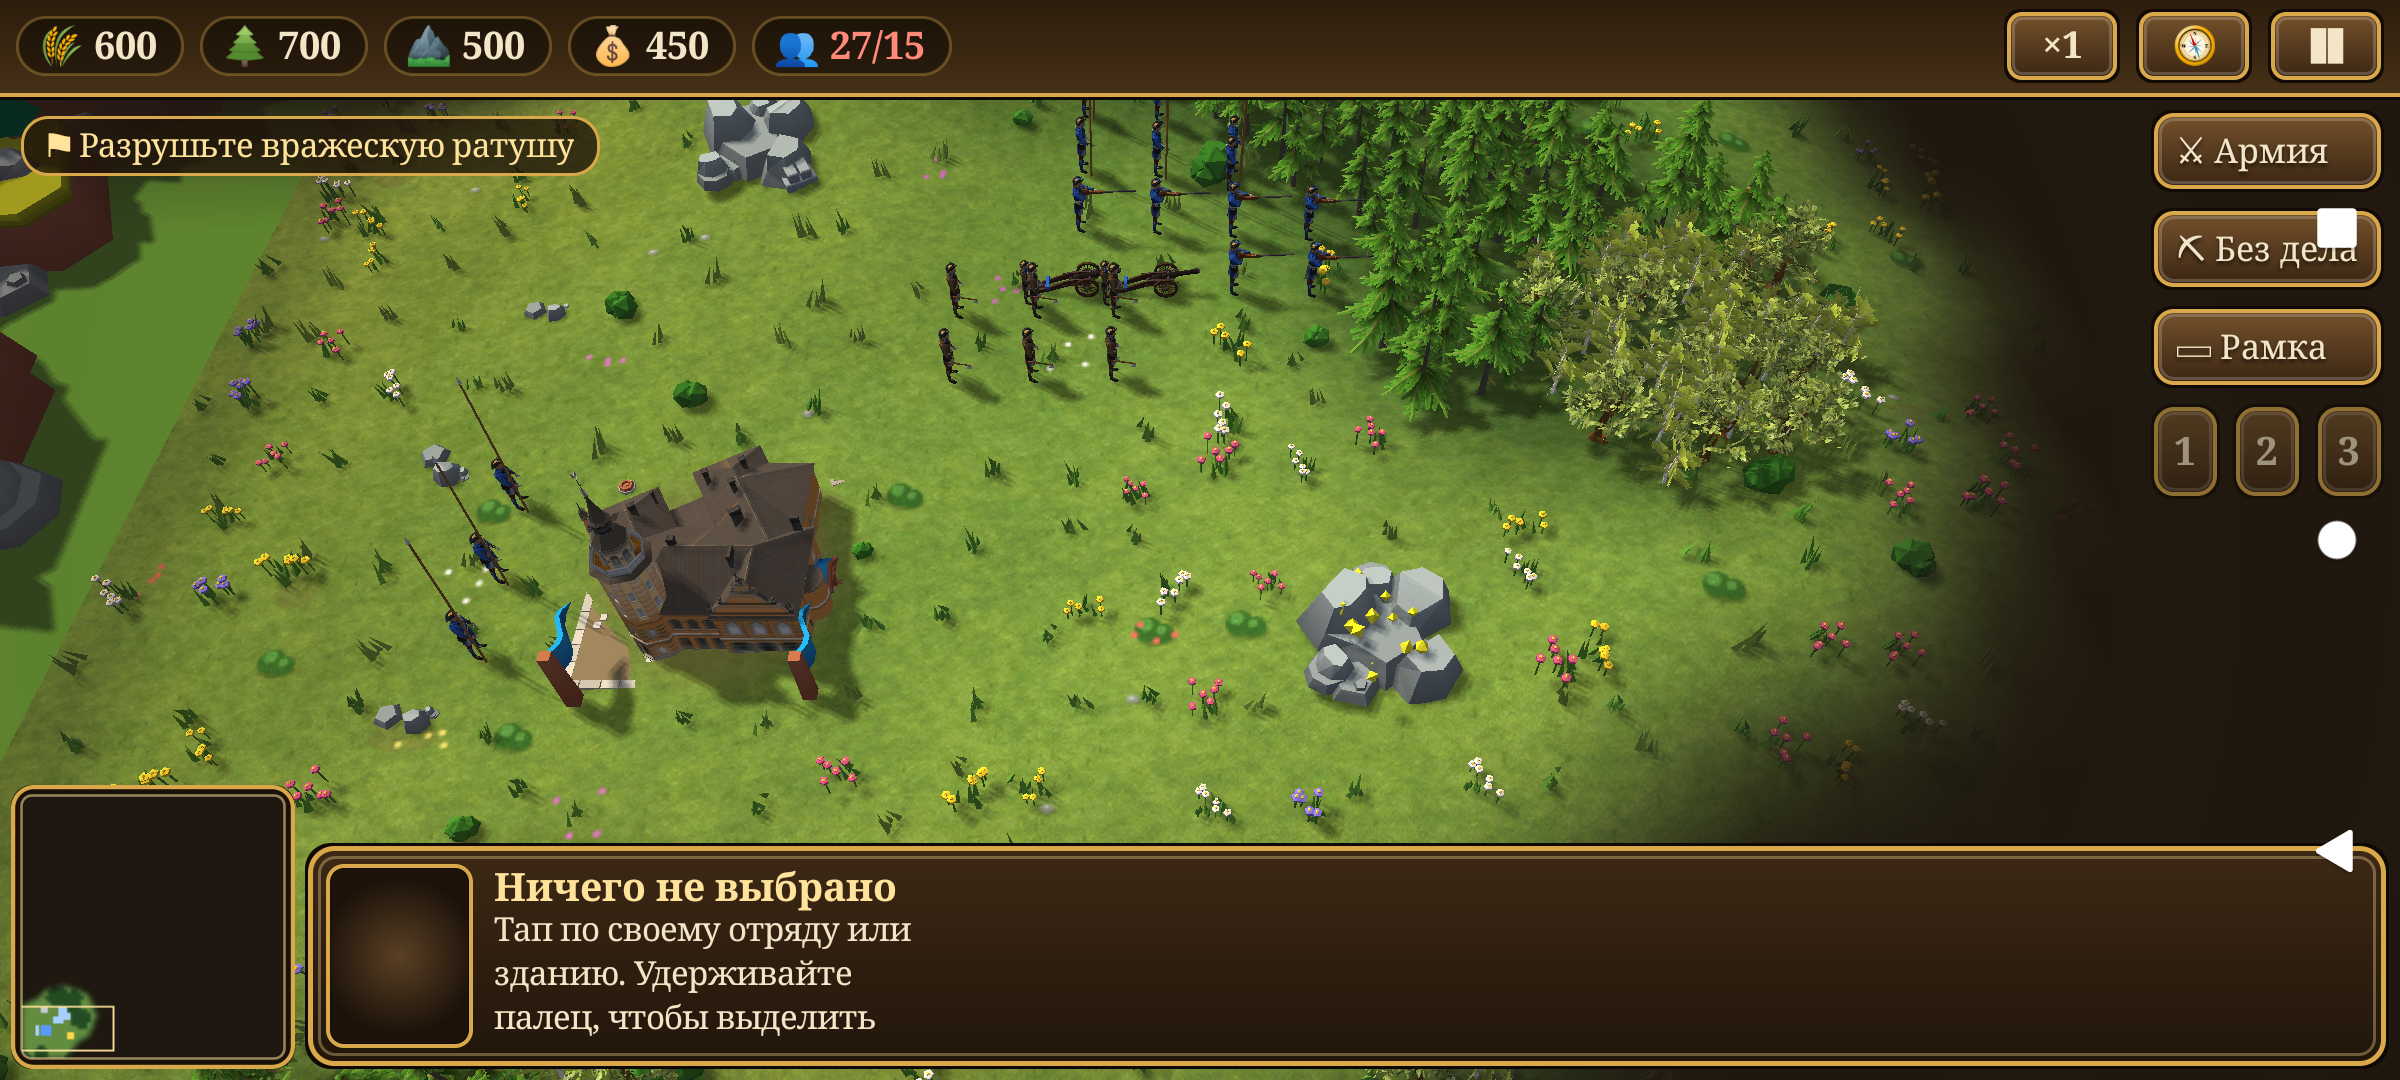 600 700 500 450 27/15 ×1
Разрушьте вражескую ратушу
Армия
Без дела
Рамка
1 2 3
Ничего не выбрано
Тап по своему отряду или
зданию. Удерживайте
палец, чтобы выделить